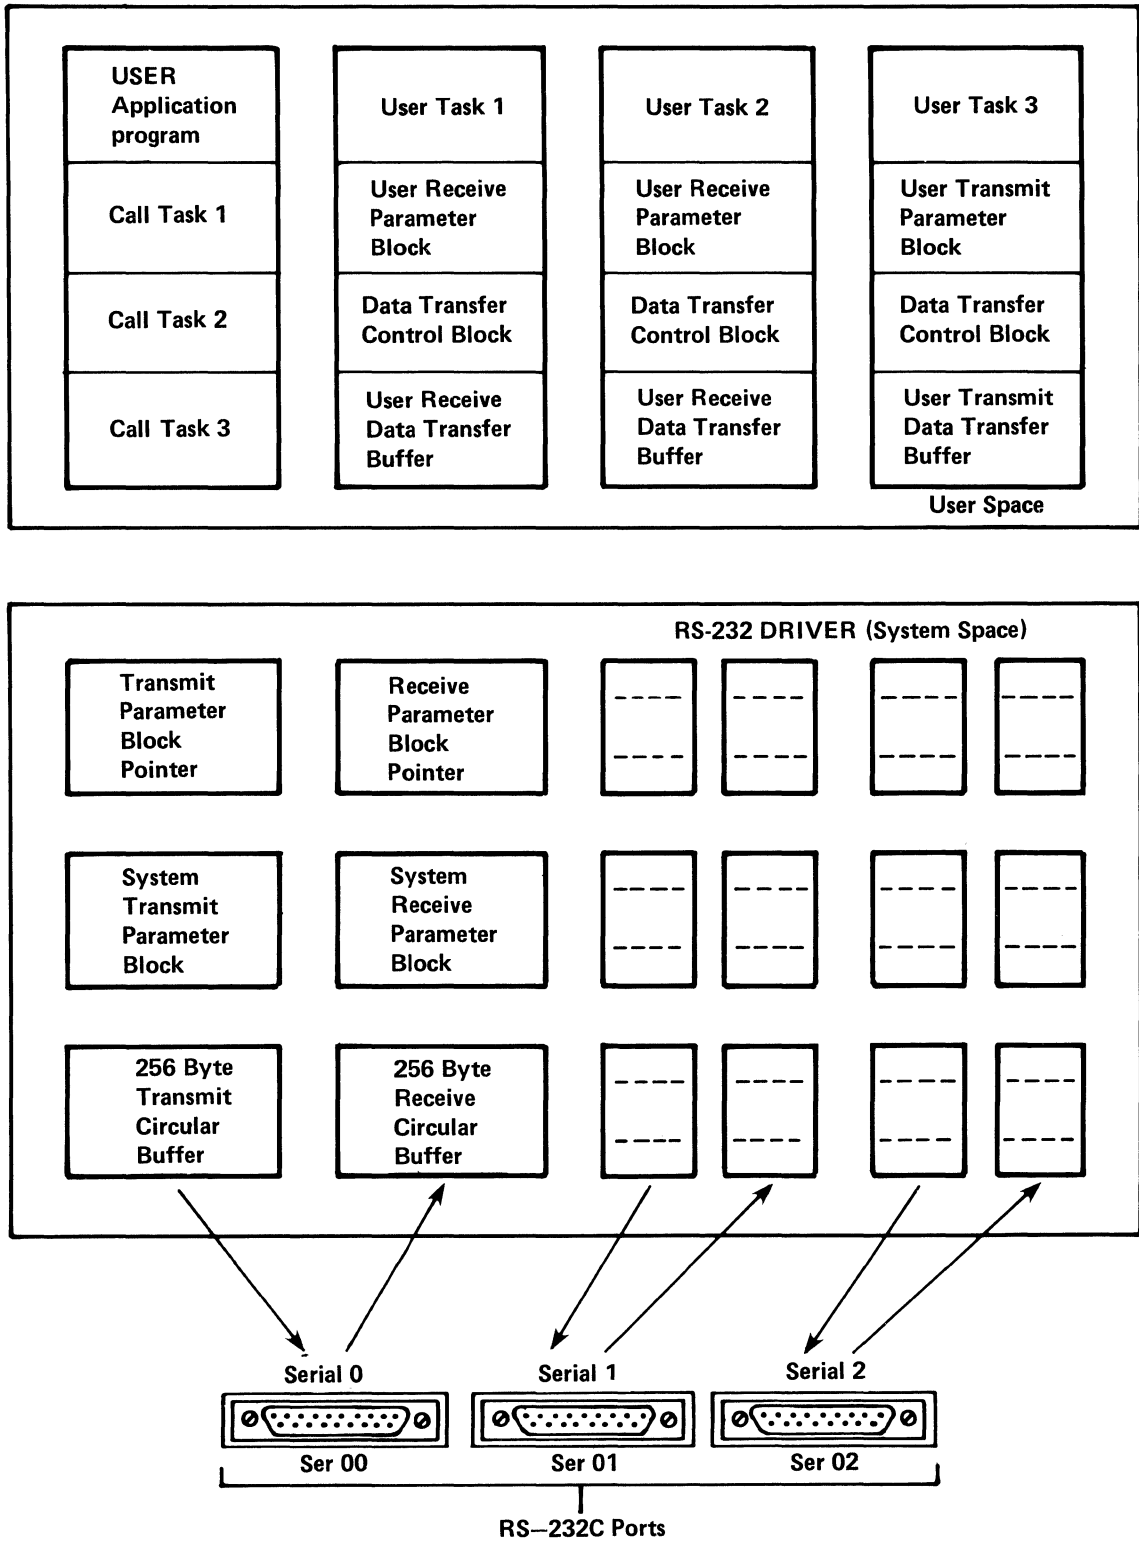 USER
Application
program
Call Task 1
Call Task 2
Call Task 3
User Task 1
User Receive
Parameter
Block
Data Transfer
Control Block
User Receive
Data Transfer
Buffer
User Task 2
User Receive
Parameter
Block
Data Transfer
Control Block
User Receive
Data Transfer
Buffer
User Task 3
User Transmit
Parameter
Block
Data Transfer
Control Block
User Transmit
Data Transfer
Buffer
User Space
RS-232 DRIVER (System Space)
Transmit
Parameter
Block
Pointer
Receive
Parameter
Block
Pointer
System
Transmit
Parameter
Block
System
Receive
Parameter
Block
256 Byte
Transmit
Circular
Buffer
256 Byte
Receive
Circular
Buffer
Serial 0
Serial 1
Serial 2
Ser 00
Ser 01
Ser 02
RS–232C Ports